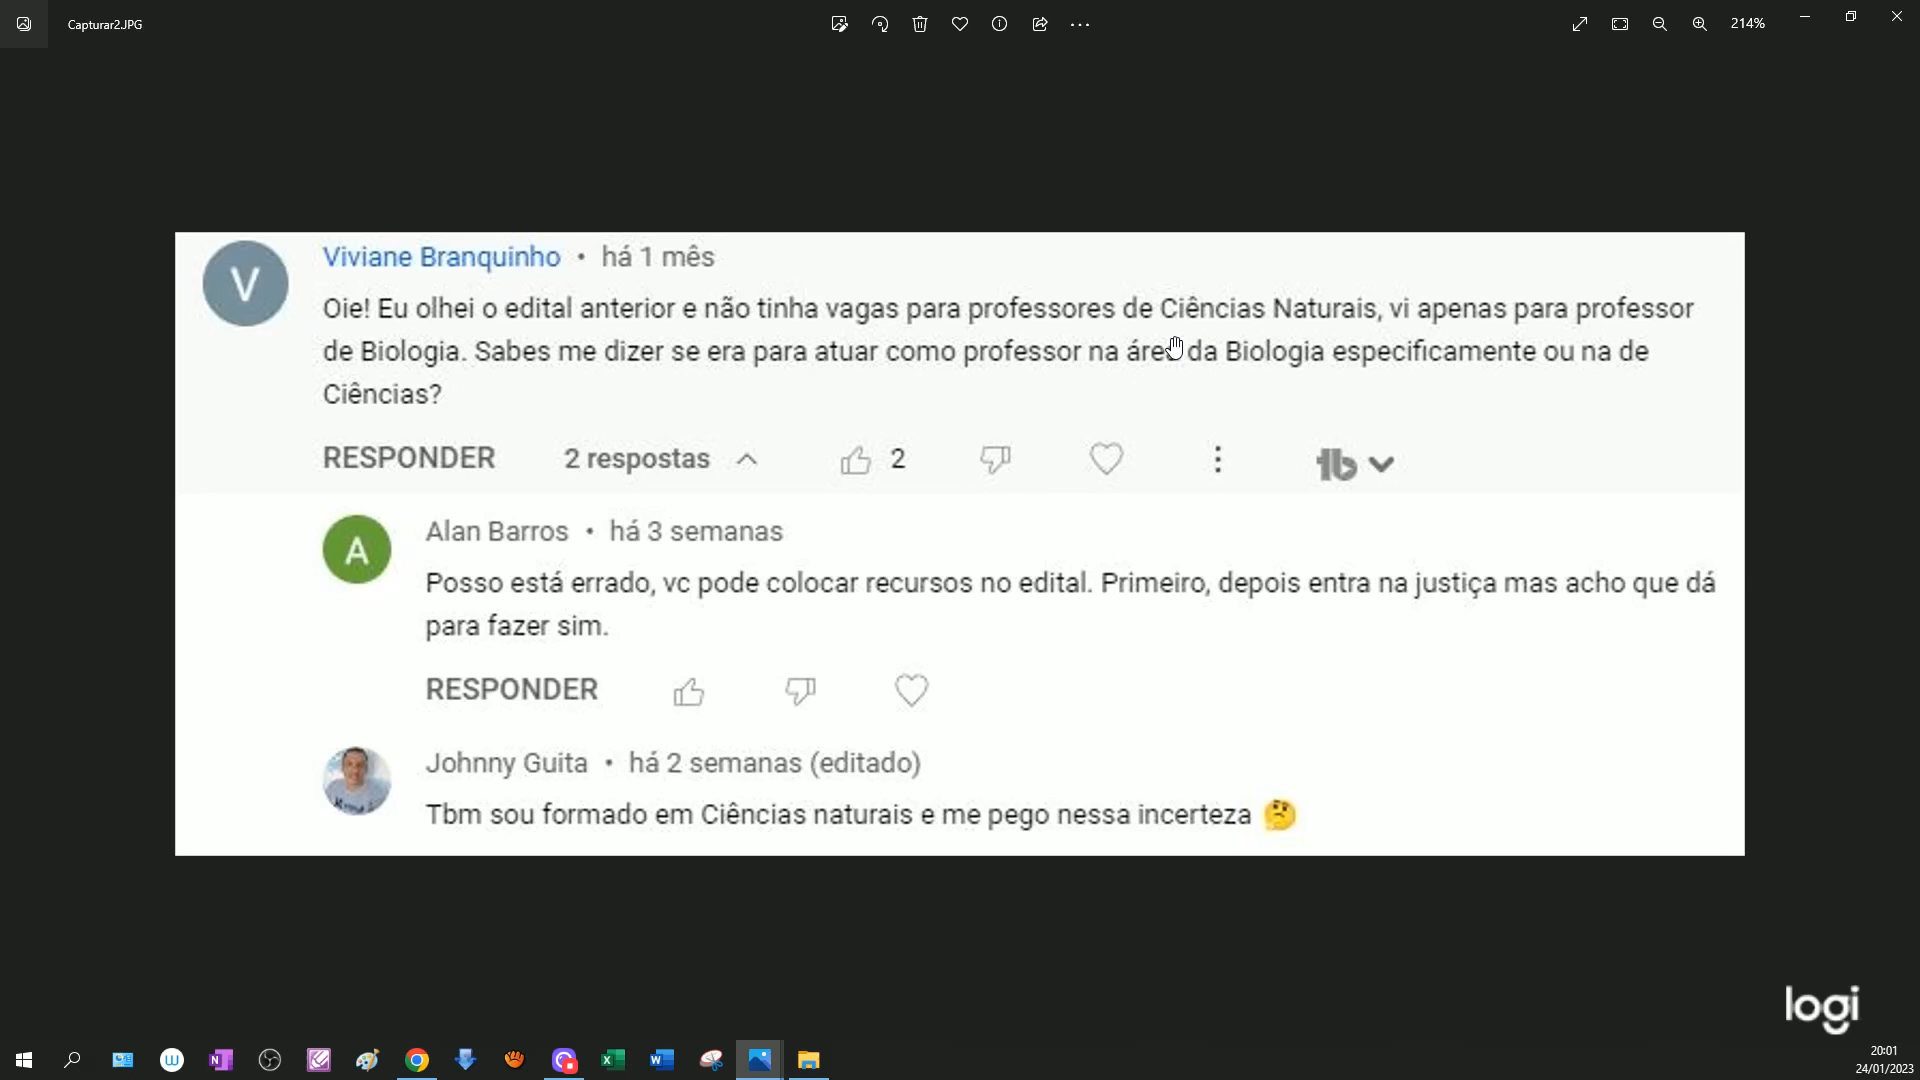 Capturar2.JPG
214%
V
Viviane Branquinho • há 1 mês
Oie! Eu olhei o edital anterior e não tinha vagas para professores de Ciências Naturais, vi apenas para professor
de Biologia. Sabes me dizer se era para atuar como professor na área da Biologia especificamente ou na de
Ciências?
RESPONDER 2 respostas 2
A
Alan Barros • há 3 semanas
Posso está errado, vc pode colocar recursos no edital. Primeiro, depois entra na justiça mas acho que dá
para fazer sim.
RESPONDER
Johnny Guita • há 2 semanas (editado)
Tbm sou formado em Ciências naturais e me pego nessa incerteza 🤔
logi
20:01
24/01/2023